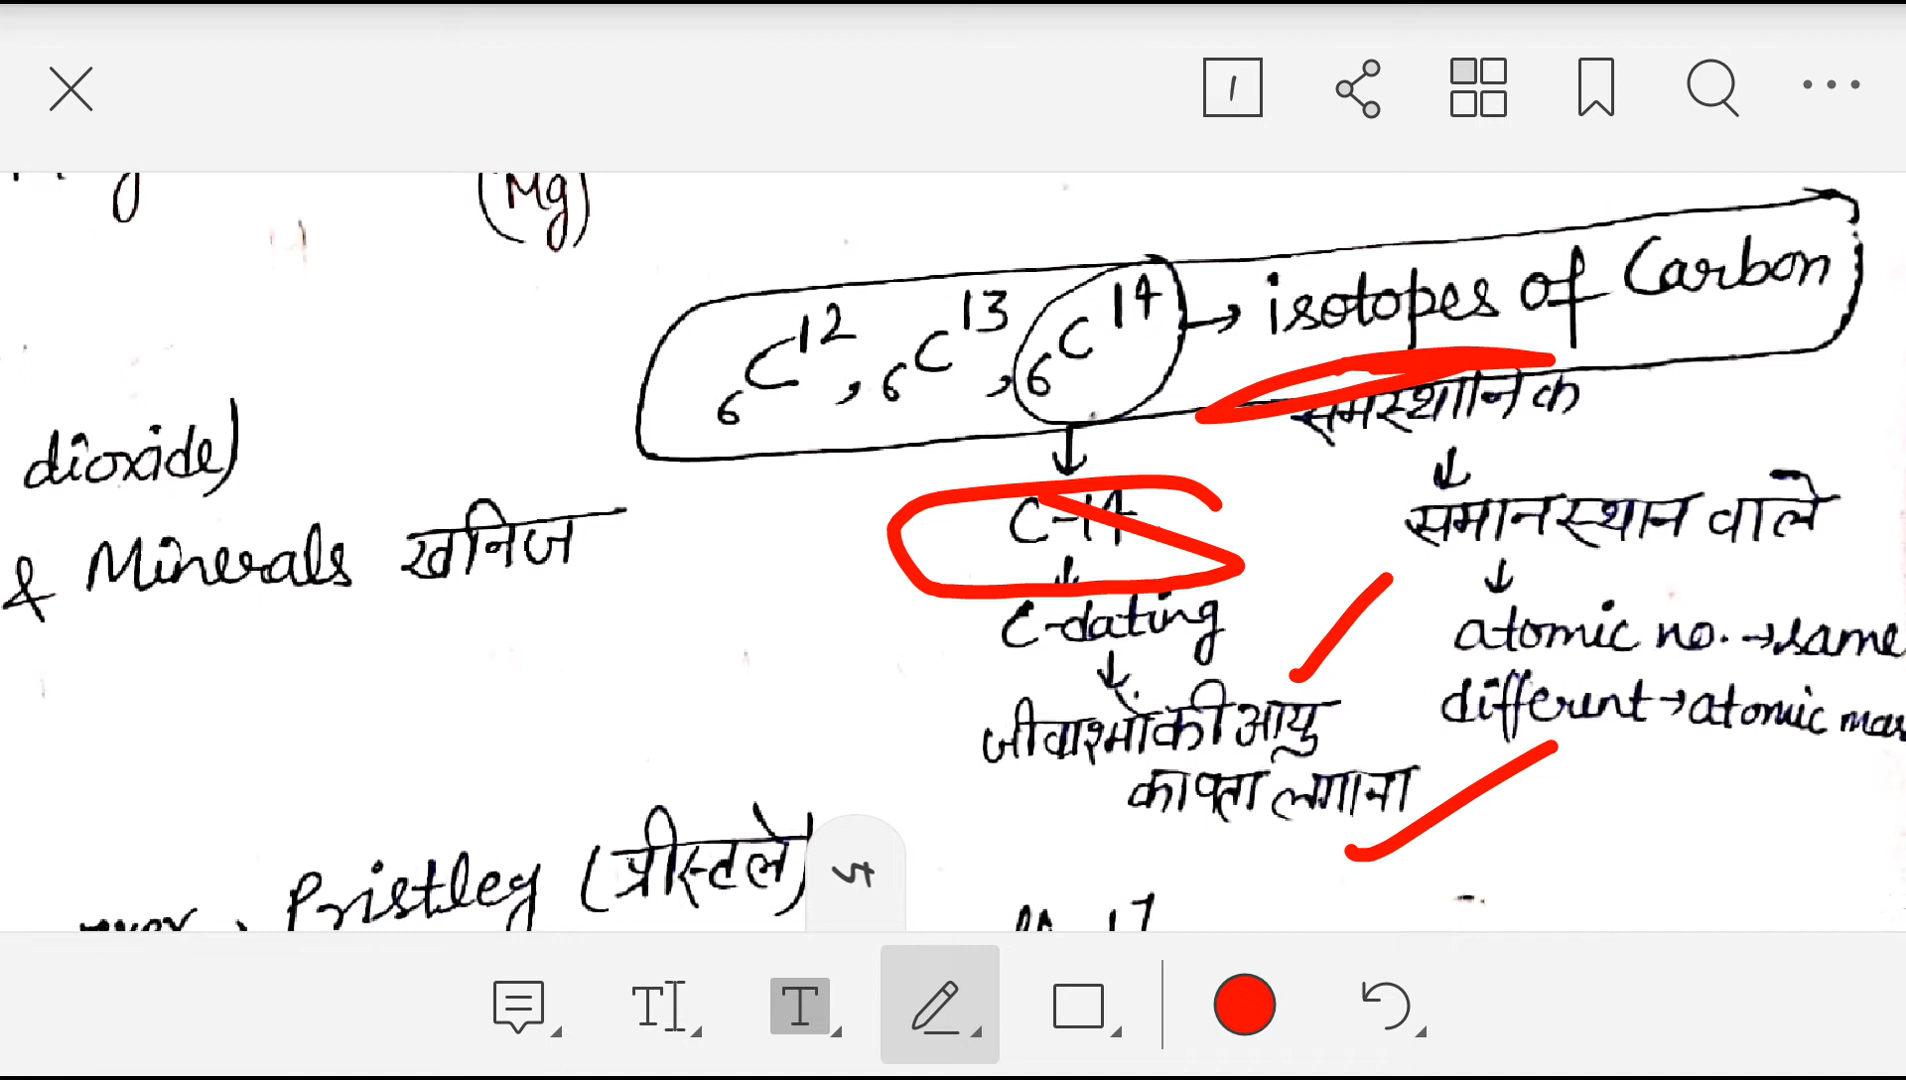 (Mg)
₆C¹², ₆C¹³, ₆C¹⁴ → isotopes of Carbon
समस्थानिक
dioxide)
C-14
समान स्थान वाले
& Minerals खनिज
C-dating
atomic no. → same
different → atomic mas
जीवाश्मों की आयु
का पता लगाना
Pristley (प्रीस्टले)
17